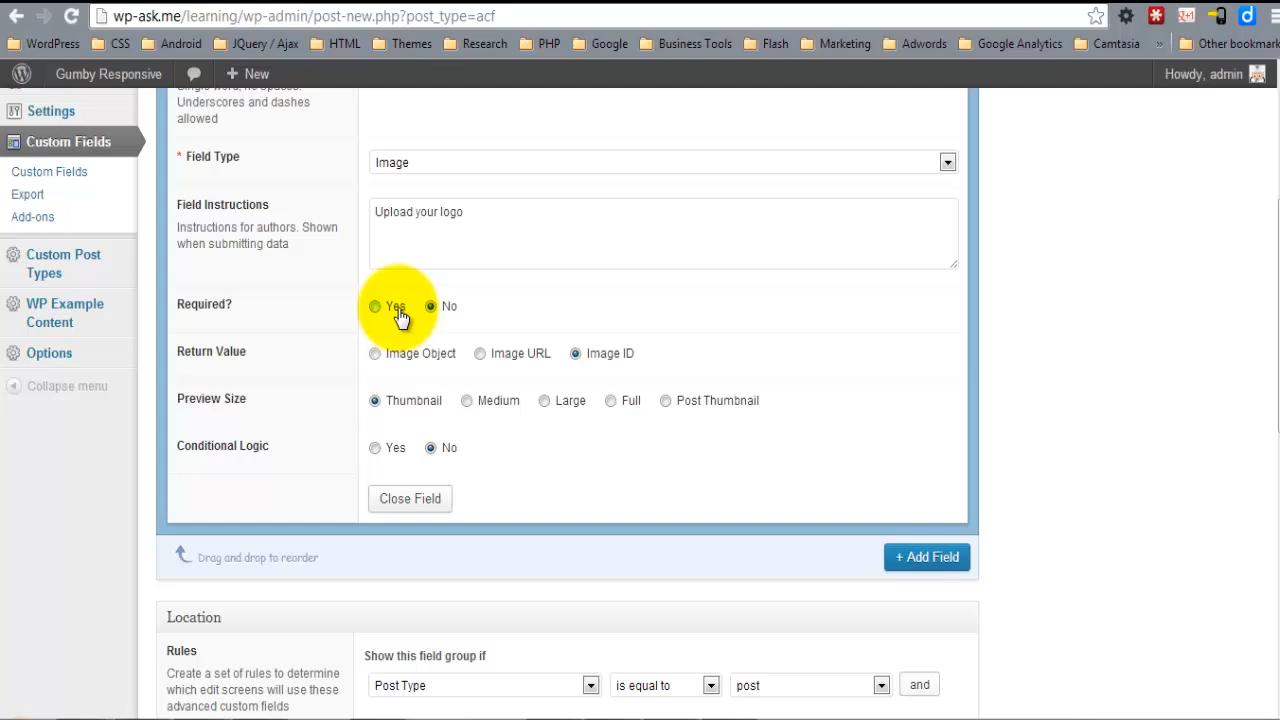 wp-ask.me/learning/wp-admin/post-new.php?post_type=acf
WordPress CSS Android JQuery / Ajax HTML Themes Research PHP Google Business Tools Flash Marketing Adwords Google Analytics Camtasia » Other bookmark
Gumby Responsive + New Howdy, admin
Single word, no spaces.
Underscores and dashes
allowed
Settings
Custom Fields
Custom Fields
Export
Add-ons
Custom Post
Types
WP Example
Content
Options
Collapse menu
* Field Type
Image
Field Instructions
Instructions for authors. Shown
when submitting data
Upload your logo
Required?
Yes No
Return Value
Image Object Image URL Image ID
Preview Size
Thumbnail Medium Large Full Post Thumbnail
Conditional Logic
Yes No
Close Field
Drag and drop to reorder
+ Add Field
Location
Rules
Create a set of rules to determine
which edit screens will use these
advanced custom fields
Show this field group if
Post Type is equal to post and